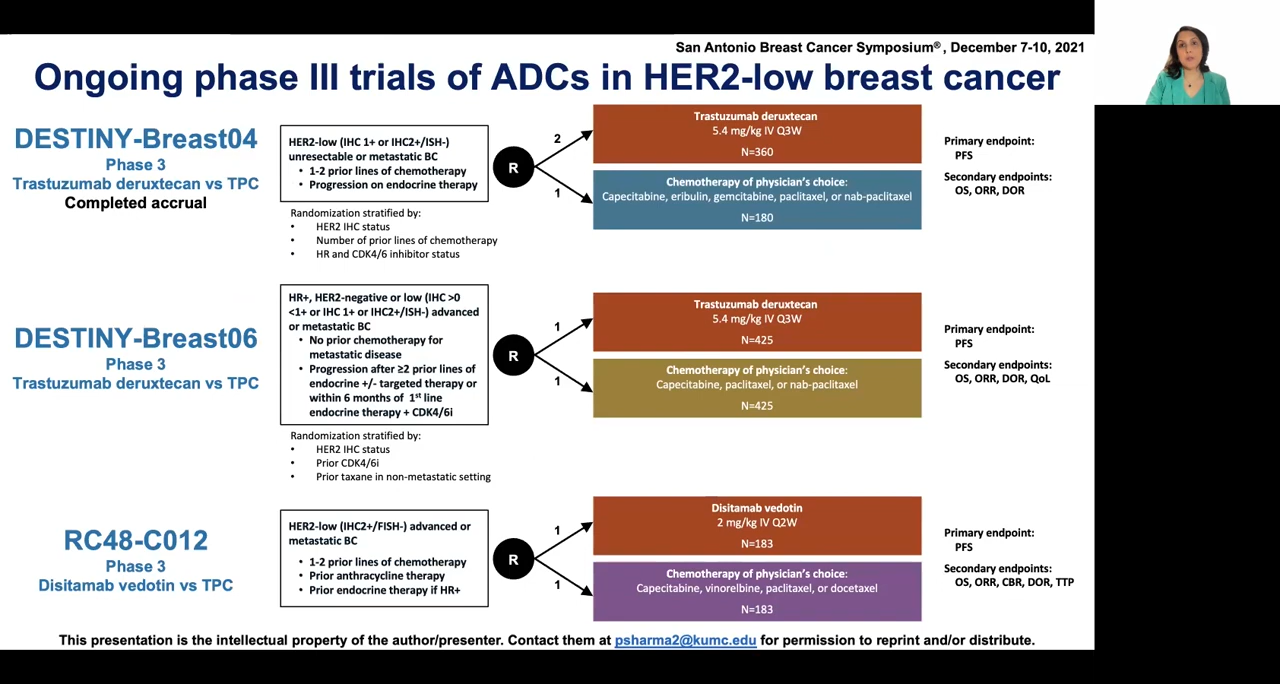 San Antonio Breast Cancer Symposium®, December 7-10, 2021
Ongoing phase III trials of ADCs in HER2-low breast cancer
DESTINY-Breast04
Phase 3
Trastuzumab deruxtecan vs TPC
Completed accrual
HER2-low (IHC 1+ or IHC2+/ISH-)
unresectable or metastatic BC
• 1-2 prior lines of chemotherapy
• Progression on endocrine therapy
Randomization stratified by:
• HER2 IHC status
• Number of prior lines of chemotherapy
• HR and CDK4/6 inhibitor status
R
2
1
Trastuzumab deruxtecan
5.4 mg/kg IV Q3W
N=360
Chemotherapy of physician's choice:
Capecitabine, eribulin, gemcitabine, paclitaxel, or nab-paclitaxel
N=180
Primary endpoint:
PFS
Secondary endpoints:
OS, ORR, DOR
DESTINY-Breast06
Phase 3
Trastuzumab deruxtecan vs TPC
HR+, HER2-negative or low (IHC >0
<1+ or IHC 1+ or IHC2+/ISH-) advanced
or metastatic BC
• No prior chemotherapy for
metastatic disease
• Progression after ≥2 prior lines of
endocrine +/- targeted therapy or
within 6 months of 1st line
endocrine therapy + CDK4/6i
Randomization stratified by:
• HER2 IHC status
• Prior CDK4/6i
• Prior taxane in non-metastatic setting
R
1
1
Trastuzumab deruxtecan
5.4 mg/kg IV Q3W
N=425
Chemotherapy of physician's choice:
Capecitabine, paclitaxel, or nab-paclitaxel
N=425
Primary endpoint:
PFS
Secondary endpoints:
OS, ORR, DOR, QoL
RC48-C012
Phase 3
Disitamab vedotin vs TPC
HER2-low (IHC2+/FISH-) advanced or
metastatic BC
• 1-2 prior lines of chemotherapy
• Prior anthracycline therapy
• Prior endocrine therapy if HR+
R
1
1
Disitamab vedotin
2 mg/kg IV Q2W
N=183
Chemotherapy of physician's choice:
Capecitabine, vinorelbine, paclitaxel, or docetaxel
N=183
Primary endpoint:
PFS
Secondary endpoints:
OS, ORR, CBR, DOR, TTP
This presentation is the intellectual property of the author/presenter. Contact them at psharma2@kumc.edu for permission to reprint and/or distribute.